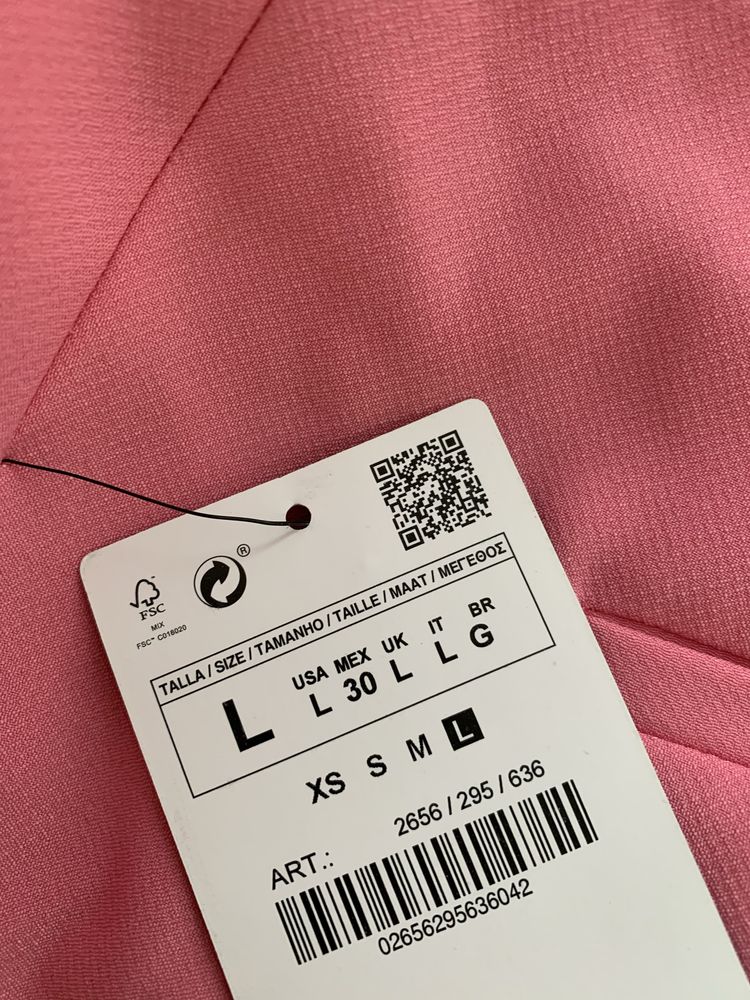 ®
FSC
MIX
FSC™ C016020
TALLA / SIZE / TAMANHO / TAILLE / MAAT / ΜΕΓΕΘΟΣ
L
USA MEX UK IT BR
L 30 L L G
XS S M L
ART.: 2656 / 295 / 636
02656295636042